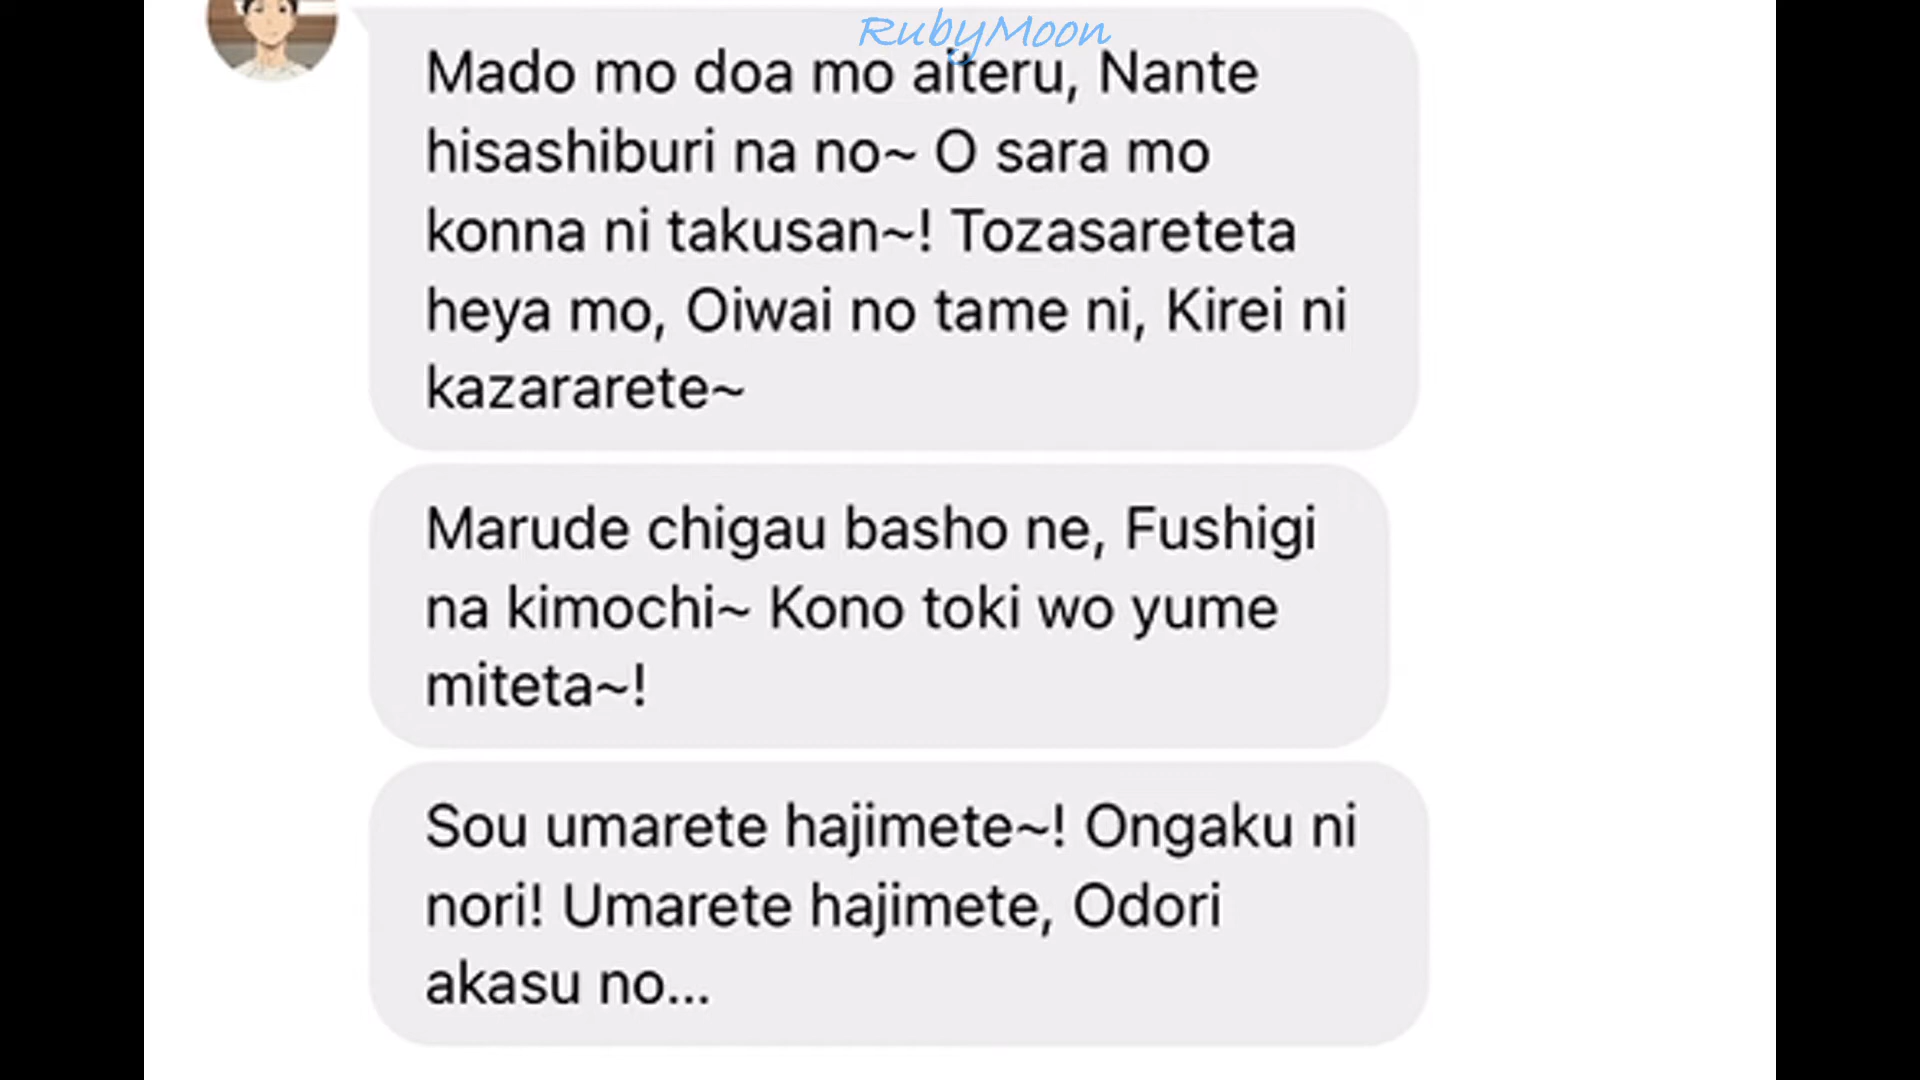 RubyMoon
Mado mo doa mo aiteru, Nante
hisashiburi na no~ O sara mo
konna ni takusan~! Tozasareteta
heya mo, Oiwai no tame ni, Kirei ni
kazararete~
Marude chigau basho ne, Fushigi
na kimochi~ Kono toki wo yume
miteta~!
Sou umarete hajimete~! Ongaku ni
nori! Umarete hajimete, Odori
akasu no...